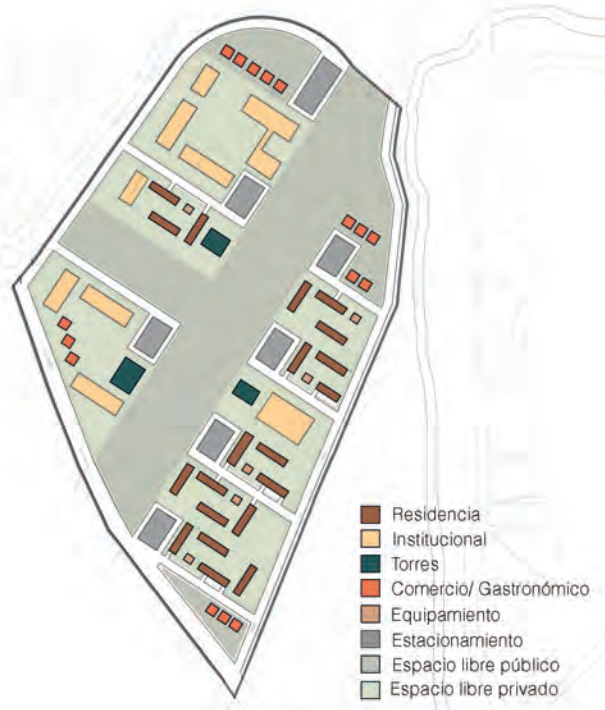 Residencia
Institucional
Torres
Comercio/ Gastronómico
Equipamiento
Estacionamiento
Espacio libre público
Espacio libre privado